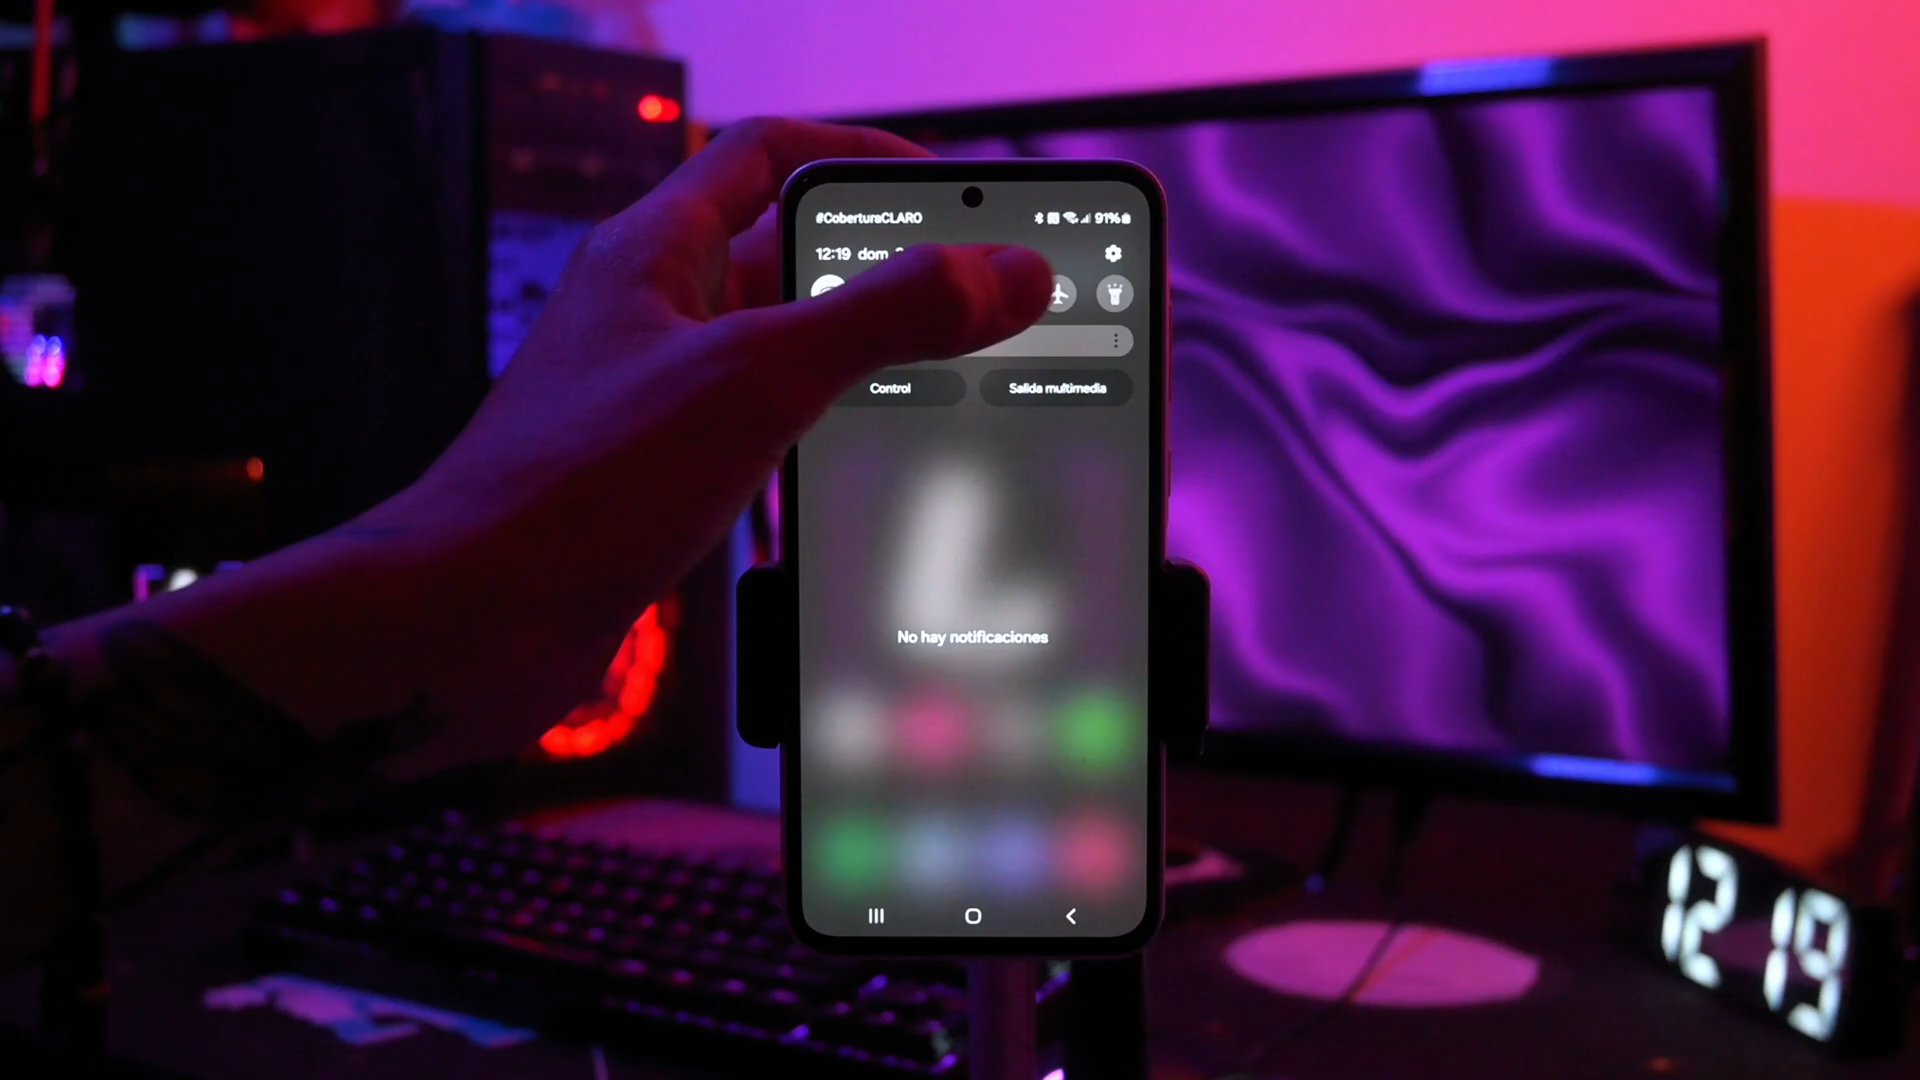 #CoberturaCLARO 91%
12:19 dom
Control Salida multimedia
No hay notificaciones
12 19